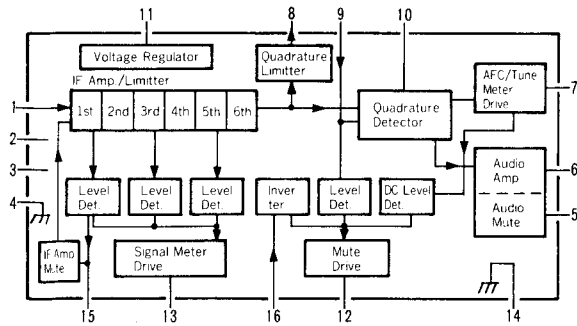 11
8
9
10
Voltage Regulator
Quadrature
Limitter
AFC/Tune
Meter
Drive
7
IF Amp./Limitter
1
1st 2nd 3rd 4th 5th 6th
Quadrature
Detector
2
3
4
Level
Det.
Level
Det.
Level
Det.
Inver
ter
Level
Det.
DC Level
Det.
Audio
Amp
6
Audio
Mute
5
IF Amp
Mute
Signal Meter
Drive
Mute Drive
15
13
16
12
14